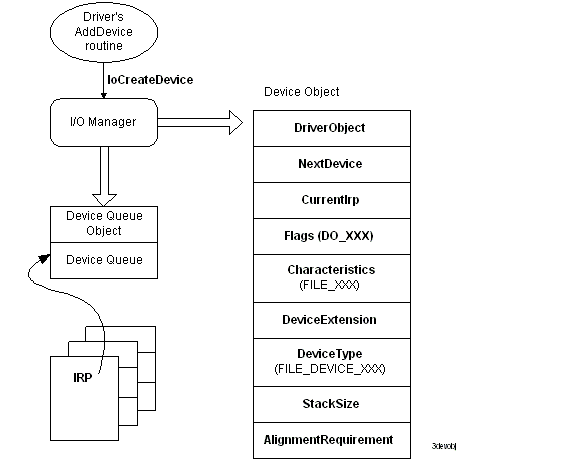 Driver's
AddDevice
routine
IoCreateDevice
I/O Manager
Device Queue
Object
Device Queue
IRP
Device Object
DriverObject
NextDevice
CurrentIrp
Flags (DO_XXX)
Characteristics
(FILE_XXX)
DeviceExtension
DeviceType
(FILE_DEVICE_XXX)
StackSize
AlignmentRequirement
3devobj